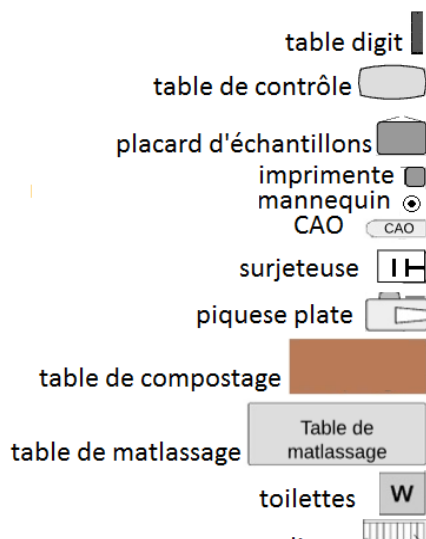 table digit
table de contrôle
placard d'échantillons
imprimente
mannequin
CAO CAO
surjeteuse
piquese plate
table de compostage
Table de
table de matlassage matlassage
toilettes W